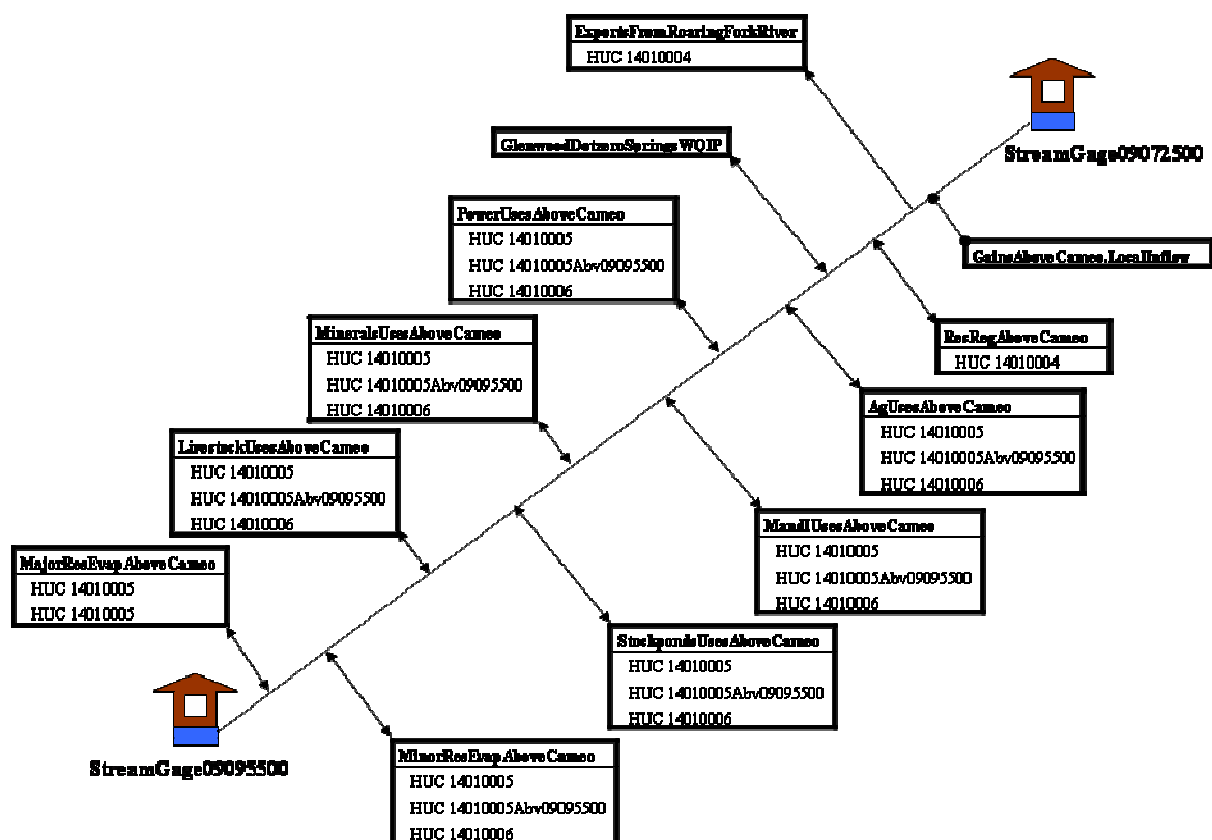 ExportsFromRoaringForkRiver
HUC 14010004
StreamGage09072500
GlenwoodDotzeroSprings WQIP
PowerUsesAboveCameo
HUC 14010005
HUC 14010005Abv09095500
HUC 14010006
GainsAboveCameo.LocalInflow
MineralsUsesAboveCameo
HUC 14010005
HUC 14010005Abv09095500
HUC 14010006
ResRegAboveCameo
HUC 14010004
AgUsesAboveCameo
HUC 14010005
HUC 14010005Abv09095500
HUC 14010006
LivestockUsesAboveCameo
HUC 14010005
HUC 14010005Abv09095500
HUC 14010006
MandIUsesAboveCameo
HUC 14010005
HUC 14010005Abv09095500
HUC 14010006
MajorResEvapAboveCameo
HUC 14010005
HUC 14010005
StockpondsUsesAboveCameo
HUC 14010005
HUC 14010005Abv09095500
HUC 14010006
StreamGage09095500
MinorResEvapAboveCameo
HUC 14010005
HUC 14010005Abv09095500
HUC 14010006